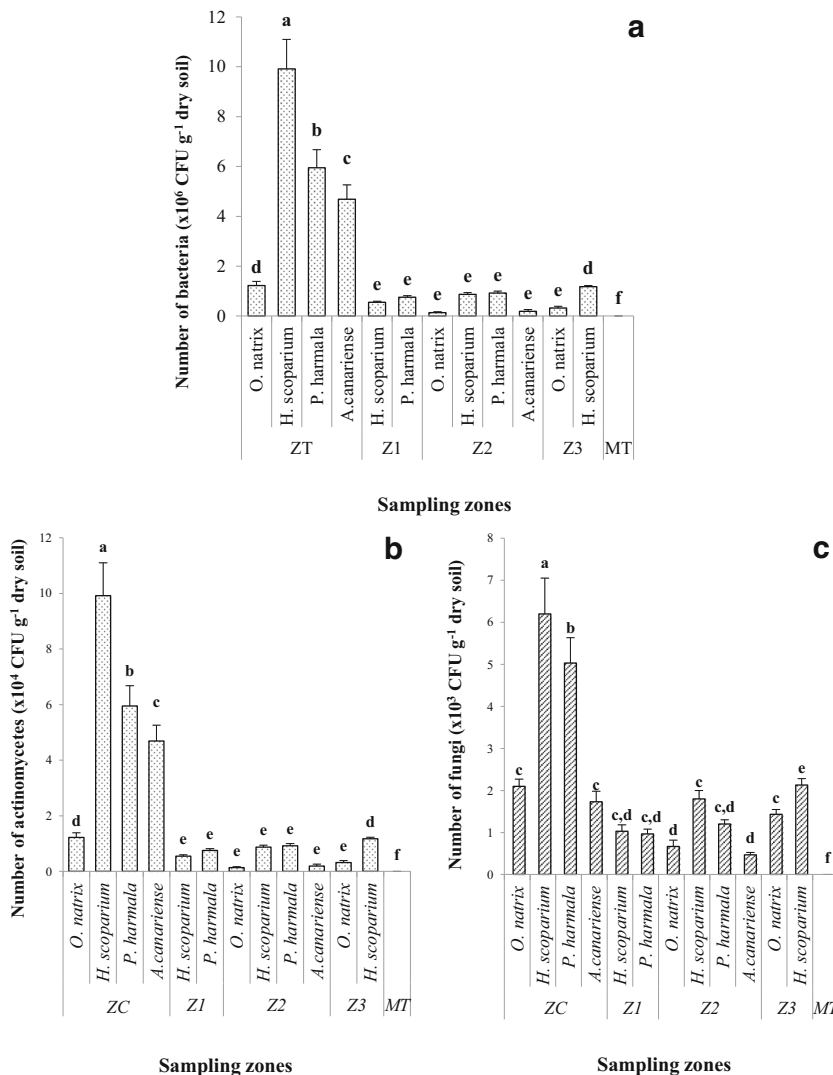 a
Number of bacteria (x10⁶ CFU g⁻¹ dry soil)
12
10
8
6
4
2
0
d
a
b
c
e
e
e
e
e
e
e
d
f
O. natrix
H. scoparium
P. harmala
A.canariense
H. scoparium
P. harmala
O. natrix
H. scoparium
P. harmala
A.canariense
O. natrix
H. scoparium
ZT
Z1
Z2
Z3
MT
Sampling zones
b
Number of actinomycetes (x10⁴ CFU g⁻¹ dry soil)
12
10
8
6
4
2
0
d
a
b
c
e
e
e
e
e
e
e
d
f
O. natrix
H. scoparium
P. harmala
A.canariense
H. scoparium
P. harmala
O. natrix
H. scoparium
P. harmala
A.canariense
O. natrix
H. scoparium
ZC
Z1
Z2
Z3
MT
Sampling zones
c
Number of fungi (x10³ CFU g⁻¹ dry soil)
8
7
6
5
4
3
2
1
0
c
a
b
c
c,d
c,d
d
c
c,d
d
c
e
f
O. natrix
H. scoparium
P. harmala
A.canariense
H. scoparium
P. harmala
O. natrix
H. scoparium
P. harmala
A.canariense
O. natrix
H. scoparium
ZC
Z1
Z2
Z3
MT
Sampling zones